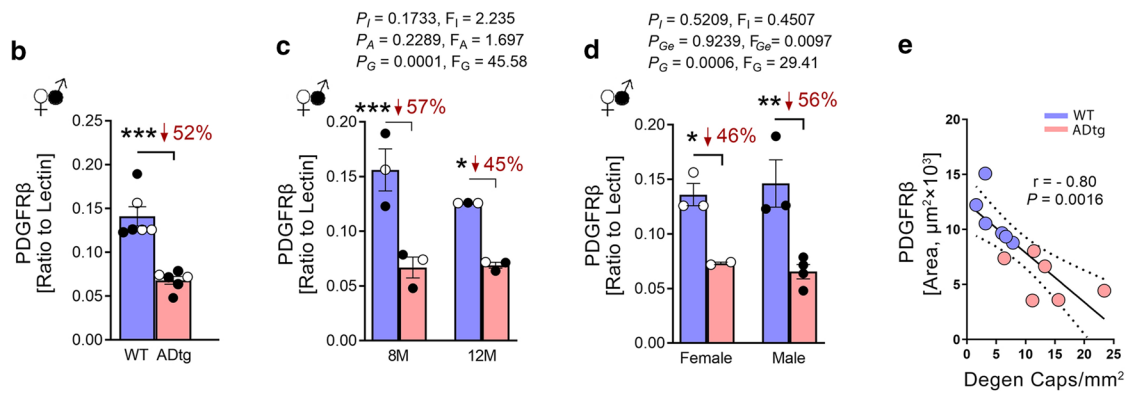 b
♀♂
PDGFRβ
[Ratio to Lectin]
0.25
0.20
0.15
0.10
0.05
0.00
*** ↓ 52%
WT ADtg
c
P_I = 0.1733, F_I = 2.235
P_A = 0.2289, F_A = 1.697
P_G = 0.0001, F_G = 45.58
♀♂
PDGFRβ
[Ratio to Lectin]
0.20
0.15
0.10
0.05
0.00
*** ↓ 57%
* ↓ 45%
8M 12M
d
P_I = 0.5209, F_I = 0.4507
P_Ge = 0.9239, F_Ge = 0.0097
P_G = 0.0006, F_G = 29.41
♀♂
PDGFRβ
[Ratio to Lectin]
0.20
0.15
0.10
0.05
0.00
* ↓ 46%
** ↓ 56%
Female Male
e
WT
ADtg
PDGFRβ
[Area, μm²×10³]
20
15
10
5
0
r = - 0.80
P = 0.0016
0 5 10 15 20 25
Degen Caps/mm²